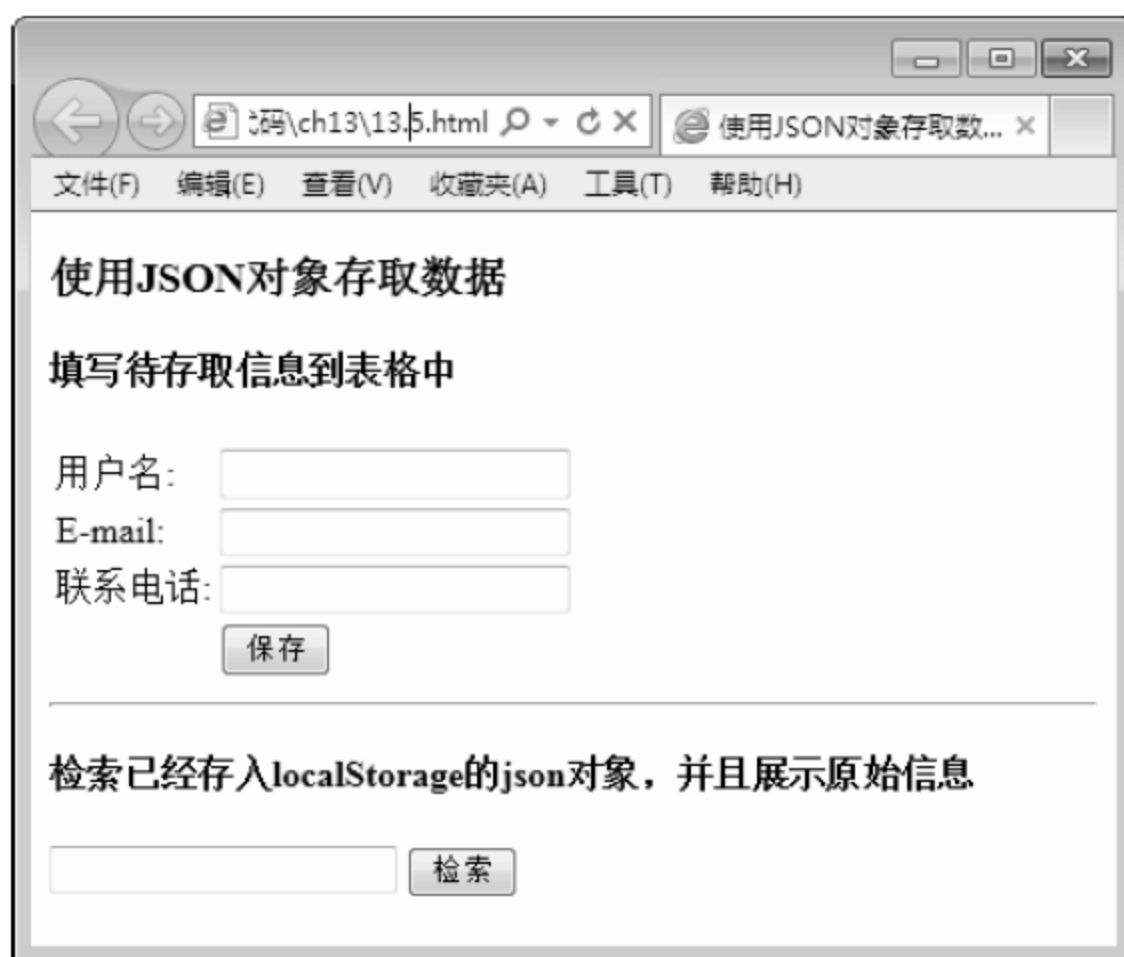 码\ch13\13.5.html
使用JSON对象存取数... ×
文件(F) 编辑(E) 查看(V) 收藏夹(A) 工具(T) 帮助(H)
使用JSON对象存取数据
填写待存取信息到表格中
用户名:
E-mail:
联系电话:
保存
检索已经存入localStorage的json对象，并且展示原始信息
检索